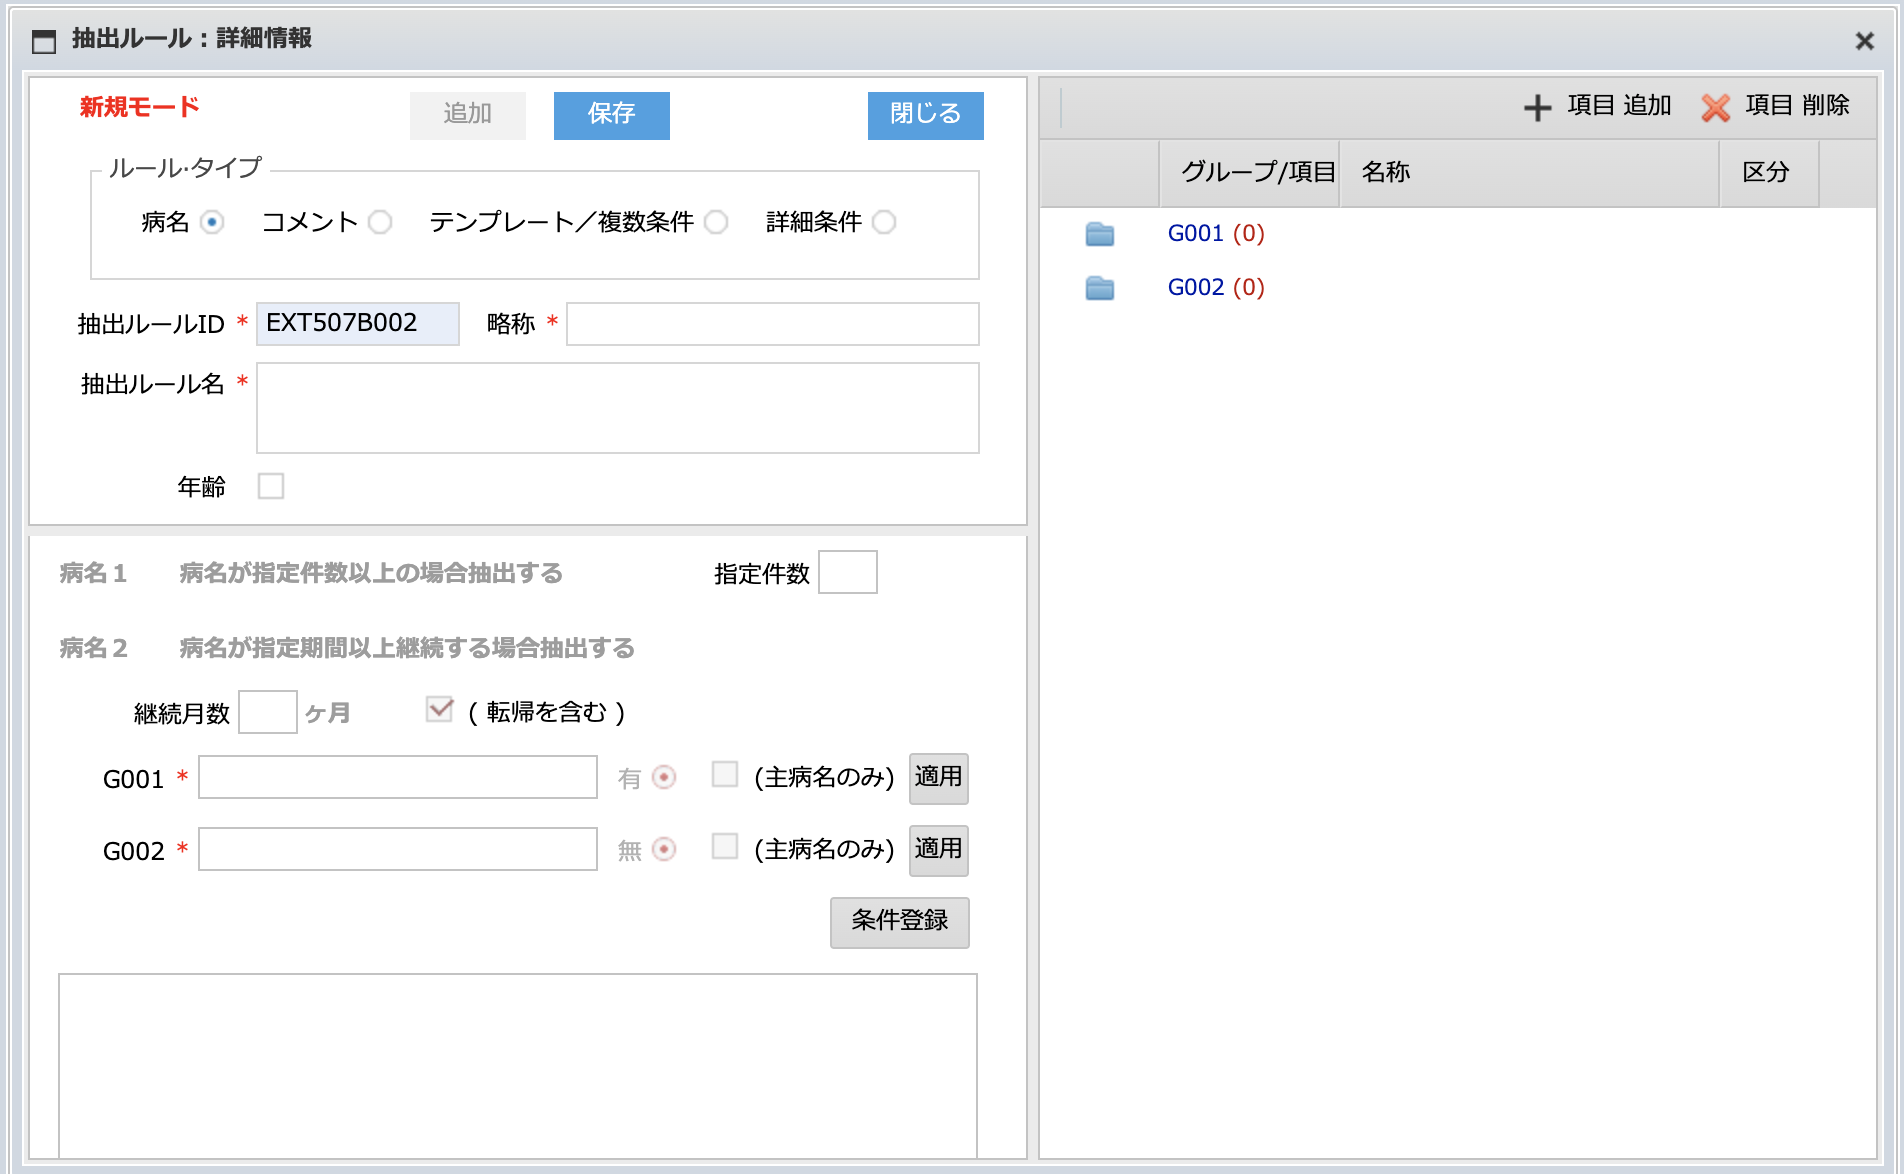 抽出ルール：詳細情報
新規モード
追加
保存
閉じる
ルール·タイプ
病名
コメント
テンプレート／複数条件
詳細条件
抽出ルールID *
EXT507B002
略称 *
抽出ルール名 *
年齢
病名１ 病名が指定件数以上の場合抽出する
指定件数
病名２ 病名が指定期間以上継続する場合抽出する
継続月数
ヶ月
( 転帰を含む )
G001 *
有
(主病名のみ)
適用
G002 *
無
(主病名のみ)
適用
条件登録
項目 追加
項目 削除
グループ/項目
名称
区分
G001 (0)
G002 (0)